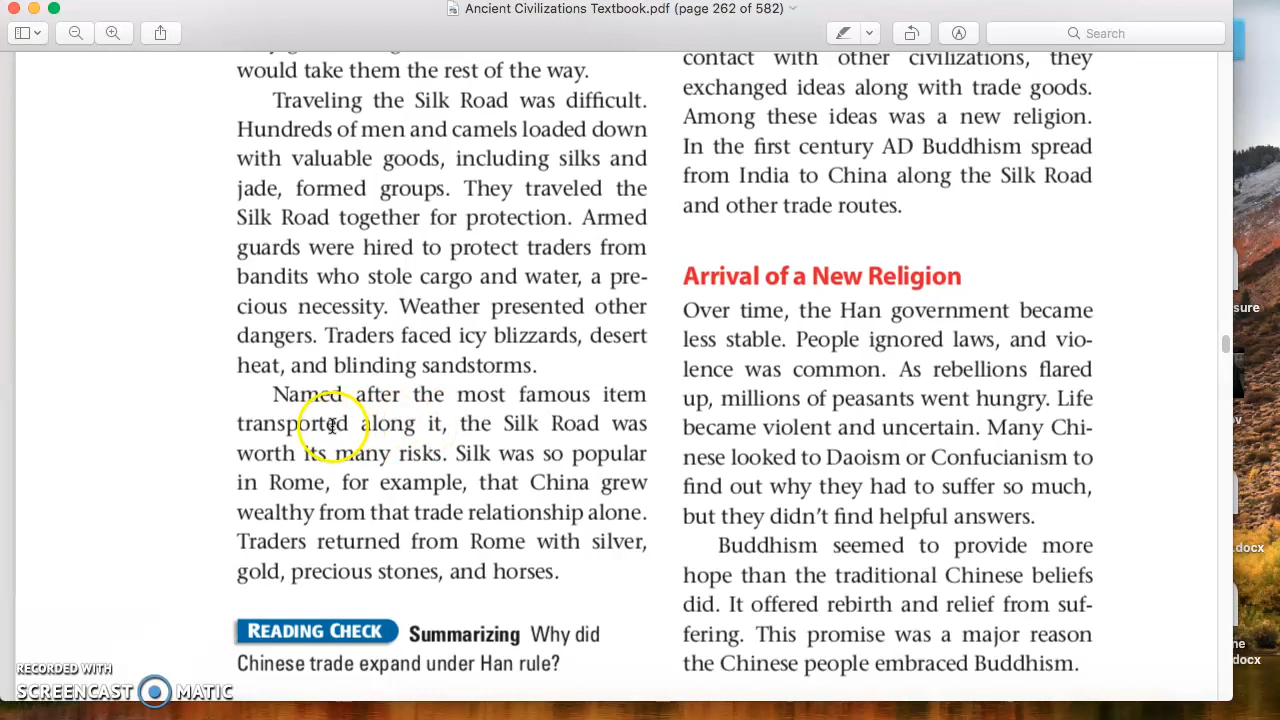 Ancient Civilizations Textbook.pdf (page 262 of 582)
Search
would take them the rest of the way.
Traveling the Silk Road was difficult.
Hundreds of men and camels loaded down
with valuable goods, including silks and
jade, formed groups. They traveled the
Silk Road together for protection. Armed
guards were hired to protect traders from
bandits who stole cargo and water, a pre-
cious necessity. Weather presented other
dangers. Traders faced icy blizzards, desert
heat, and blinding sandstorms.
Named after the most famous item
transported along it, the Silk Road was
worth its many risks. Silk was so popular
in Rome, for example, that China grew
wealthy from that trade relationship alone.
Traders returned from Rome with silver,
gold, precious stones, and horses.
READING CHECK Summarizing Why did
Chinese trade expand under Han rule?
contact with other civilizations, they
exchanged ideas along with trade goods.
Among these ideas was a new religion.
In the first century AD Buddhism spread
from India to China along the Silk Road
and other trade routes.
Arrival of a New Religion
Over time, the Han government became
less stable. People ignored laws, and vio-
lence was common. As rebellions flared
up, millions of peasants went hungry. Life
became violent and uncertain. Many Chi-
nese looked to Daoism or Confucianism to
find out why they had to suffer so much,
but they didn't find helpful answers.
Buddhism seemed to provide more
hope than the traditional Chinese beliefs
did. It offered rebirth and relief from suf-
fering. This promise was a major reason
the Chinese people embraced Buddhism.
sure
ov
.docx
ne
docx
RECORDED WITH
SCREENCAST MATIC